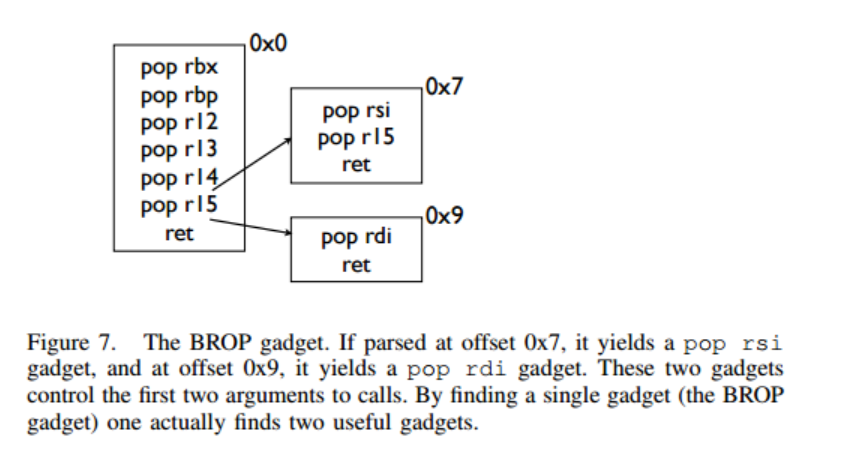 0x0
pop rbx
pop rbp
pop r12
pop r13
pop r14
pop r15
ret
0x7
pop rsi
pop r15
ret
0x9
pop rdi
ret
Figure 7. The BROP gadget. If parsed at offset 0x7, it yields a pop rsi
gadget, and at offset 0x9, it yields a pop rdi gadget. These two gadgets
control the first two arguments to calls. By finding a single gadget (the BROP
gadget) one actually finds two useful gadgets.